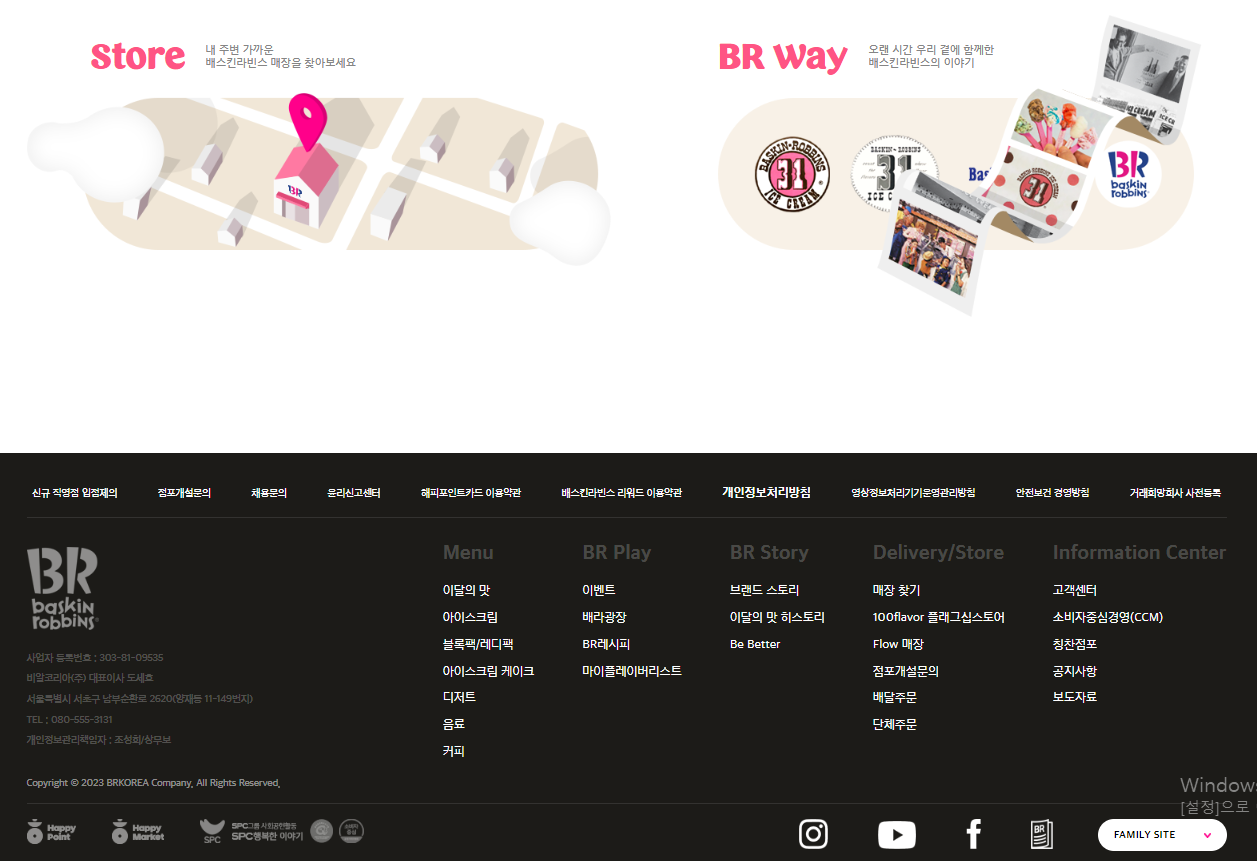 Store
내 주변 가까운
배스킨라빈스 매장을 찾아보세요
BR Way
오랜 시간 우리 곁에 함께한
배스킨라빈스의 이야기
BR
BASKIN-ROBBINS
31
ICE CREAM
BASKIN-ROBBINS
31
ICE C
Bas
BASKIN-ROBBINS ICE CREAM
31
ICE CREAM
BR
baskin
robbins
신규 직영점 입점제의
점포개설문의
채용문의
윤리신고센터
해피포인트카드 이용약관
배스킨라빈스 리워드 이용약관
개인정보처리방침
영상정보처리기기운영관리방침
안전보건 경영방침
거래희망회사 사전등록
BR
baskin
robbins
사업자 등록번호 : 303-81-09535
비알코리아(주) 대표이사 도세호
서울특별시 서초구 남부순환로 2620(양재동 11-149번지)
TEL : 080-555-3131
개인정보관리책임자 : 조성희/상무보
Copyright © 2023 BRKOREA Company, All Rights Reserved,
Menu
이달의 맛
아이스크림
블록팩/레디팩
아이스크림 케이크
디저트
음료
커피
BR Play
이벤트
배라광장
BR레시피
마이플레이버리스트
BR Story
브랜드 스토리
이달의 맛 히스토리
Be Better
Delivery/Store
매장 찾기
100flavor 플래그십스토어
Flow 매장
점포개설문의
배달주문
단체주문
Information Center
고객센터
소비자중심경영(CCM)
칭찬점포
공지사항
보도자료
Windows
[설정]으로
Happy
Point
Happy
Market
SPC
SPC그룹 사회공헌활동
SPC행복한 이야기
소비자
중심
BR
FAMILY SITE